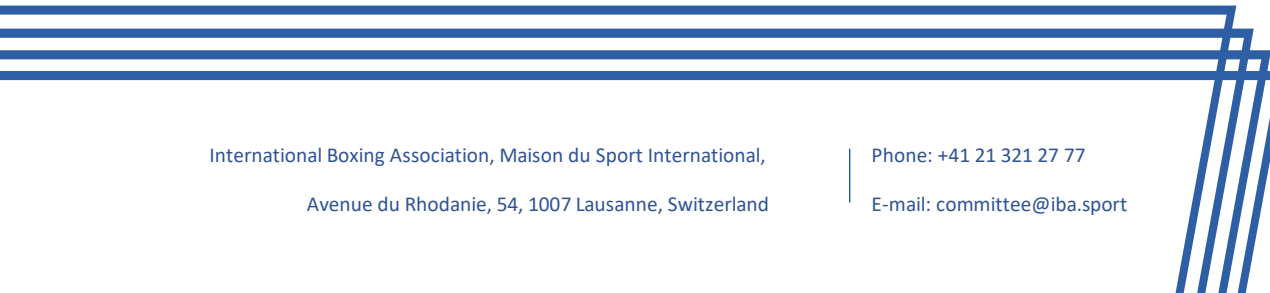 International Boxing Association, Maison du Sport International,
Avenue du Rhodanie, 54, 1007 Lausanne, Switzerland
Phone: +41 21 321 27 77
E-mail: committee@iba.sport